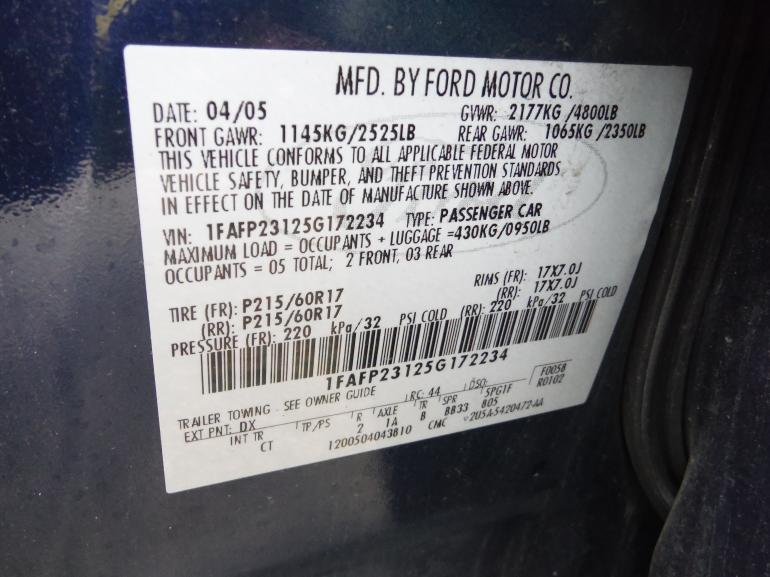 MFD. BY FORD MOTOR CO.
DATE: 04/05 GVWR: 2177KG /4800LB
FRONT GAWR: 1145KG/2525LB REAR GAWR: 1065KG /2350LB
THIS VEHICLE CONFORMS TO ALL APPLICABLE FEDERAL MOTOR
VEHICLE SAFETY, BUMPER, AND THEFT PREVENTION STANDARDS
IN EFFECT ON THE DATE OF MANUFACTURE SHOWN ABOVE.
VIN: 1FAFP23125G172234 TYPE: PASSENGER CAR
MAXIMUM LOAD = OCCUPANTS + LUGGAGE =430KG/0950LB
OCCUPANTS = 05 TOTAL; 2 FRONT, 03 REAR
TIRE (FR): P215/60R17 RIMS (FR): 17X7.0J
(RR): P215/60R17 (RR): 17X7.0J
PRESSURE (FR): 220 kPa/32 PSI COLD (RR): 220 kPa/32 PSI COLD
1FAFP23125G172234
F0058
R0102
TRAILER TOWING - SEE OWNER GUIDE RC: 44 DSO:
EXT PNT: DX TP/PS R AXLE TR SPR SPG1F
INT TR CT 2 1A B BB33 805
1200504043810 CMC V2U5A-5420472-AA